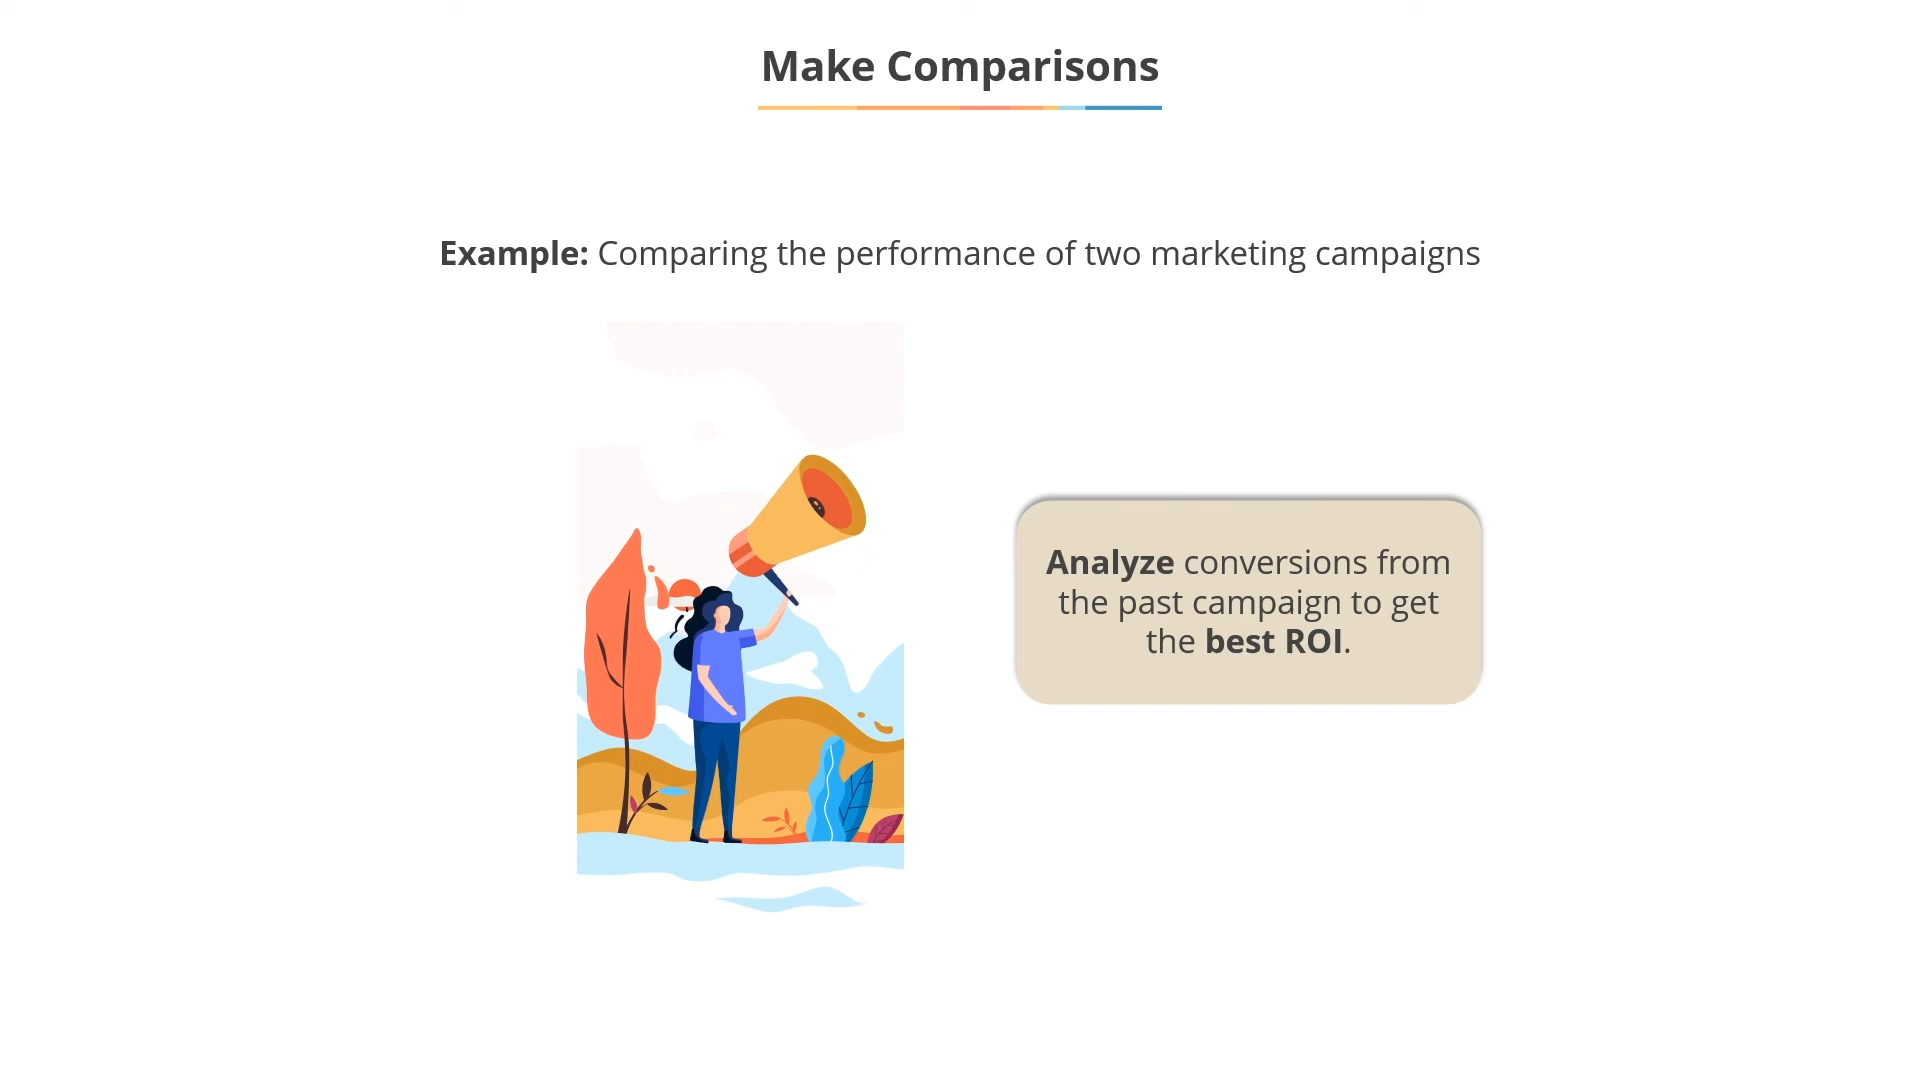 Make Comparisons
Example: Comparing the performance of two marketing campaigns
Analyze conversions from
the past campaign to get
the best ROI.